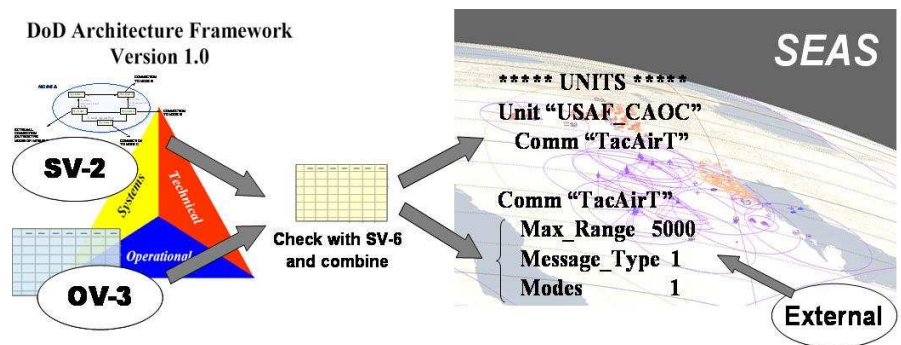 DoD Architecture Framework
Version 1.0
SV-2
Systems
Technical
Operational
OV-3
Check with SV-6
and combine
SEAS
***** UNITS *****
Unit “USAF_CAOC”
Comm “TacAirT”
Comm “TacAirT”
Max_Range 5000
Message_Type 1
Modes 1
External